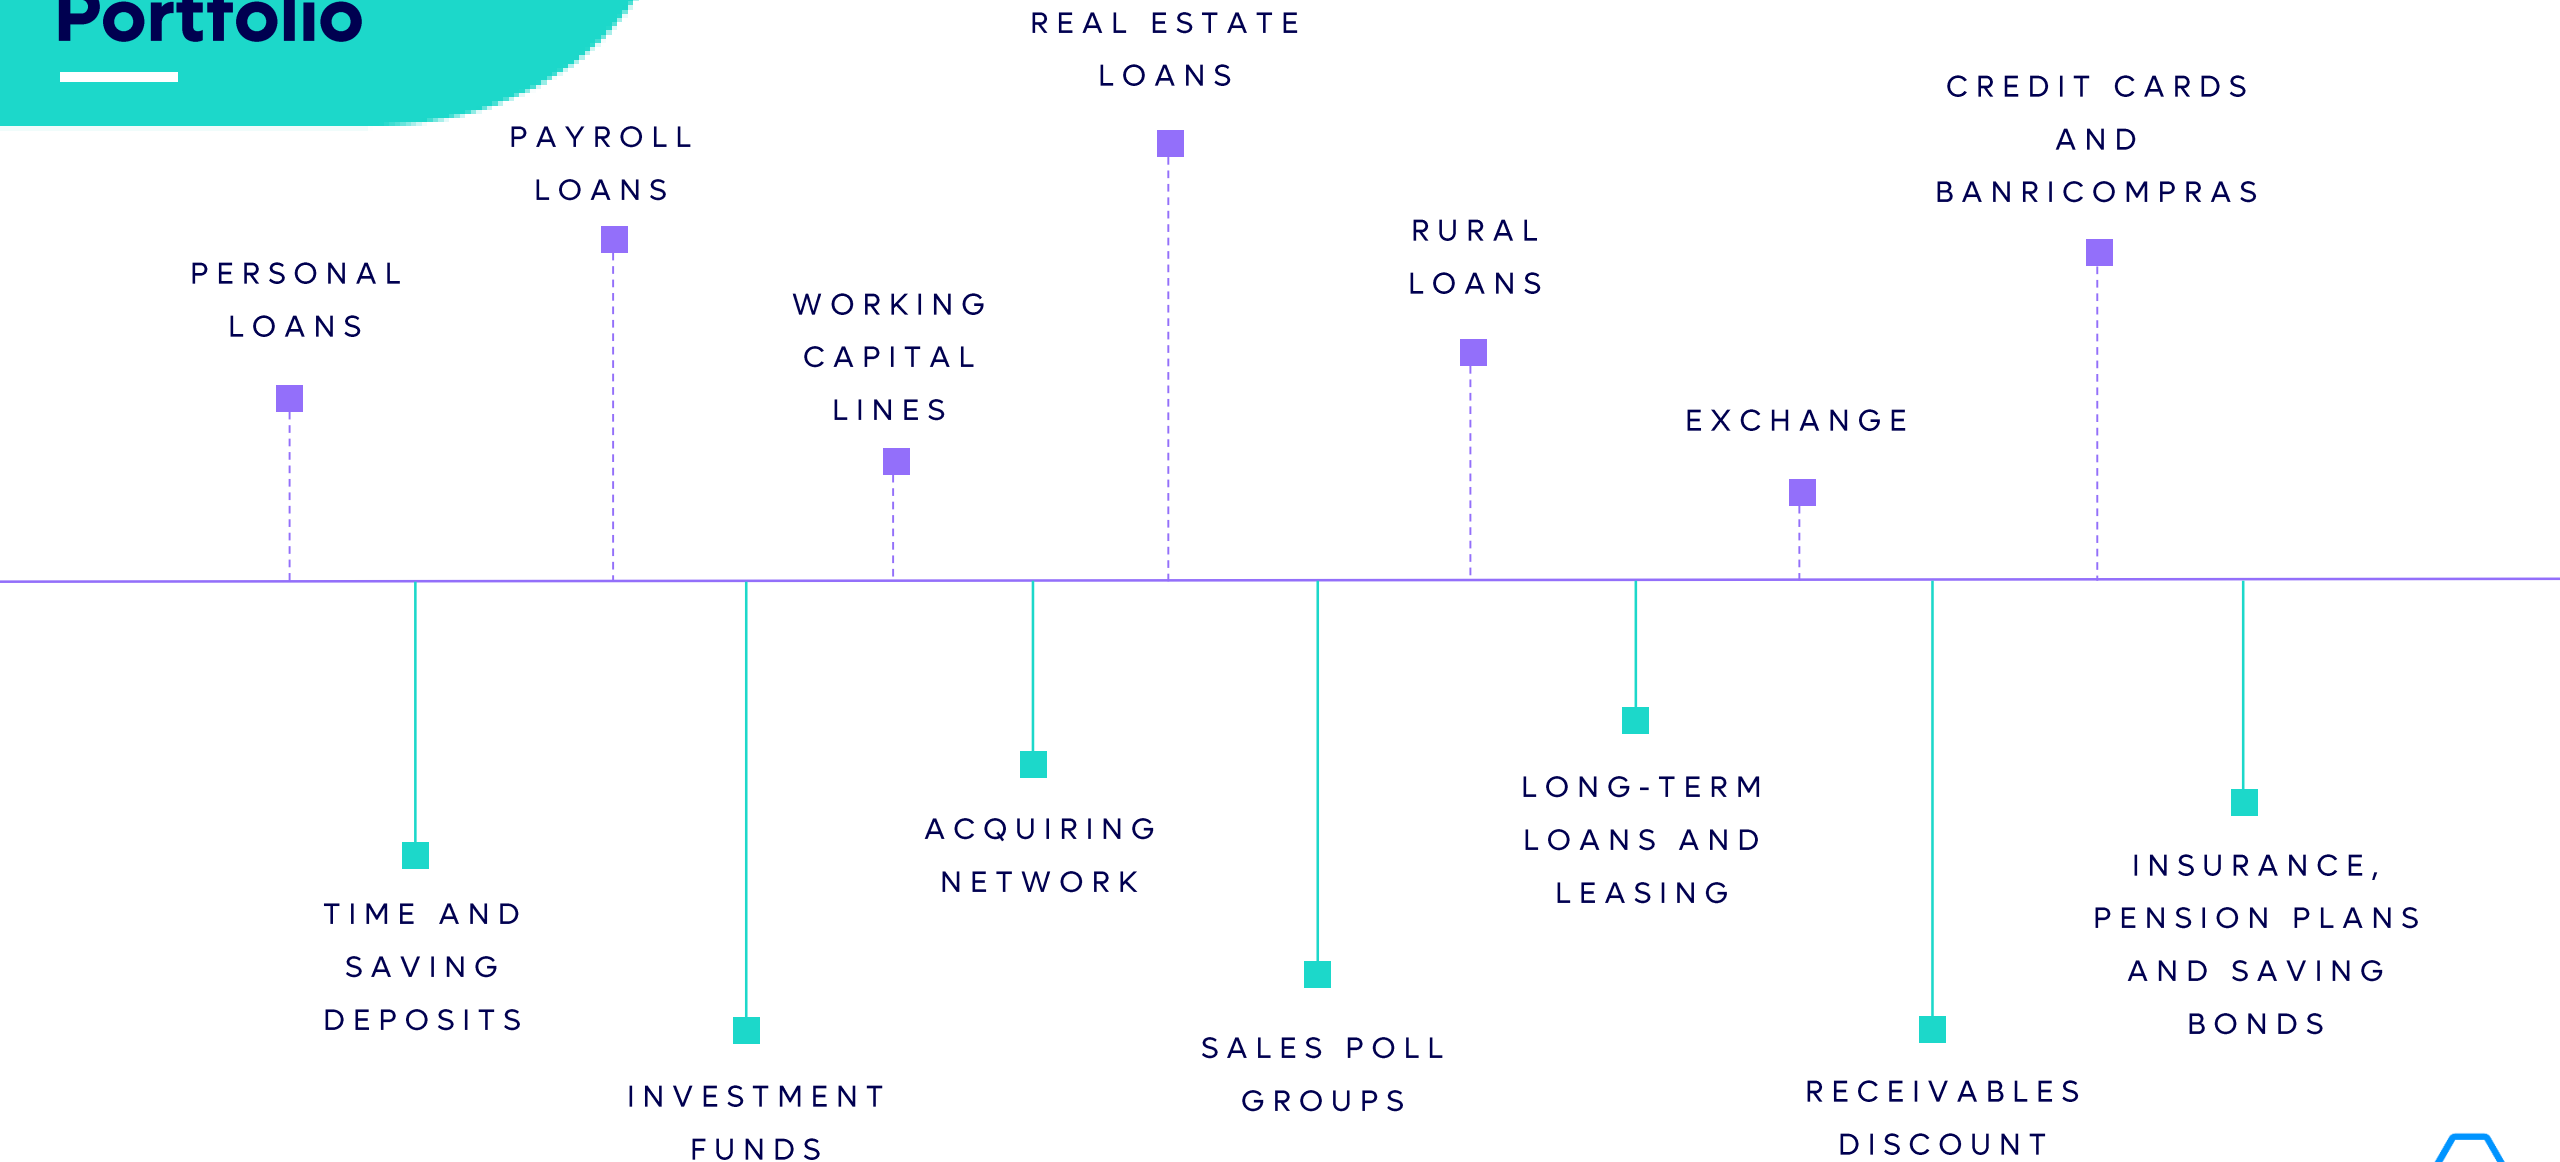 Portfolio
REAL ESTATE
LOANS
CREDIT CARDS
AND
BANRICOMPRAS
PAYROLL
LOANS
RURAL
LOANS
PERSONAL
LOANS
WORKING
CAPITAL
LINES
EXCHANGE
LONG-TERM
LOANS AND
LEASING
ACQUIRING
NETWORK
INSURANCE,
PENSION PLANS
AND SAVING
BONDS
TIME AND
SAVING
DEPOSITS
SALES POLL
GROUPS
RECEIVABLES
DISCOUNT
INVESTMENT
FUNDS